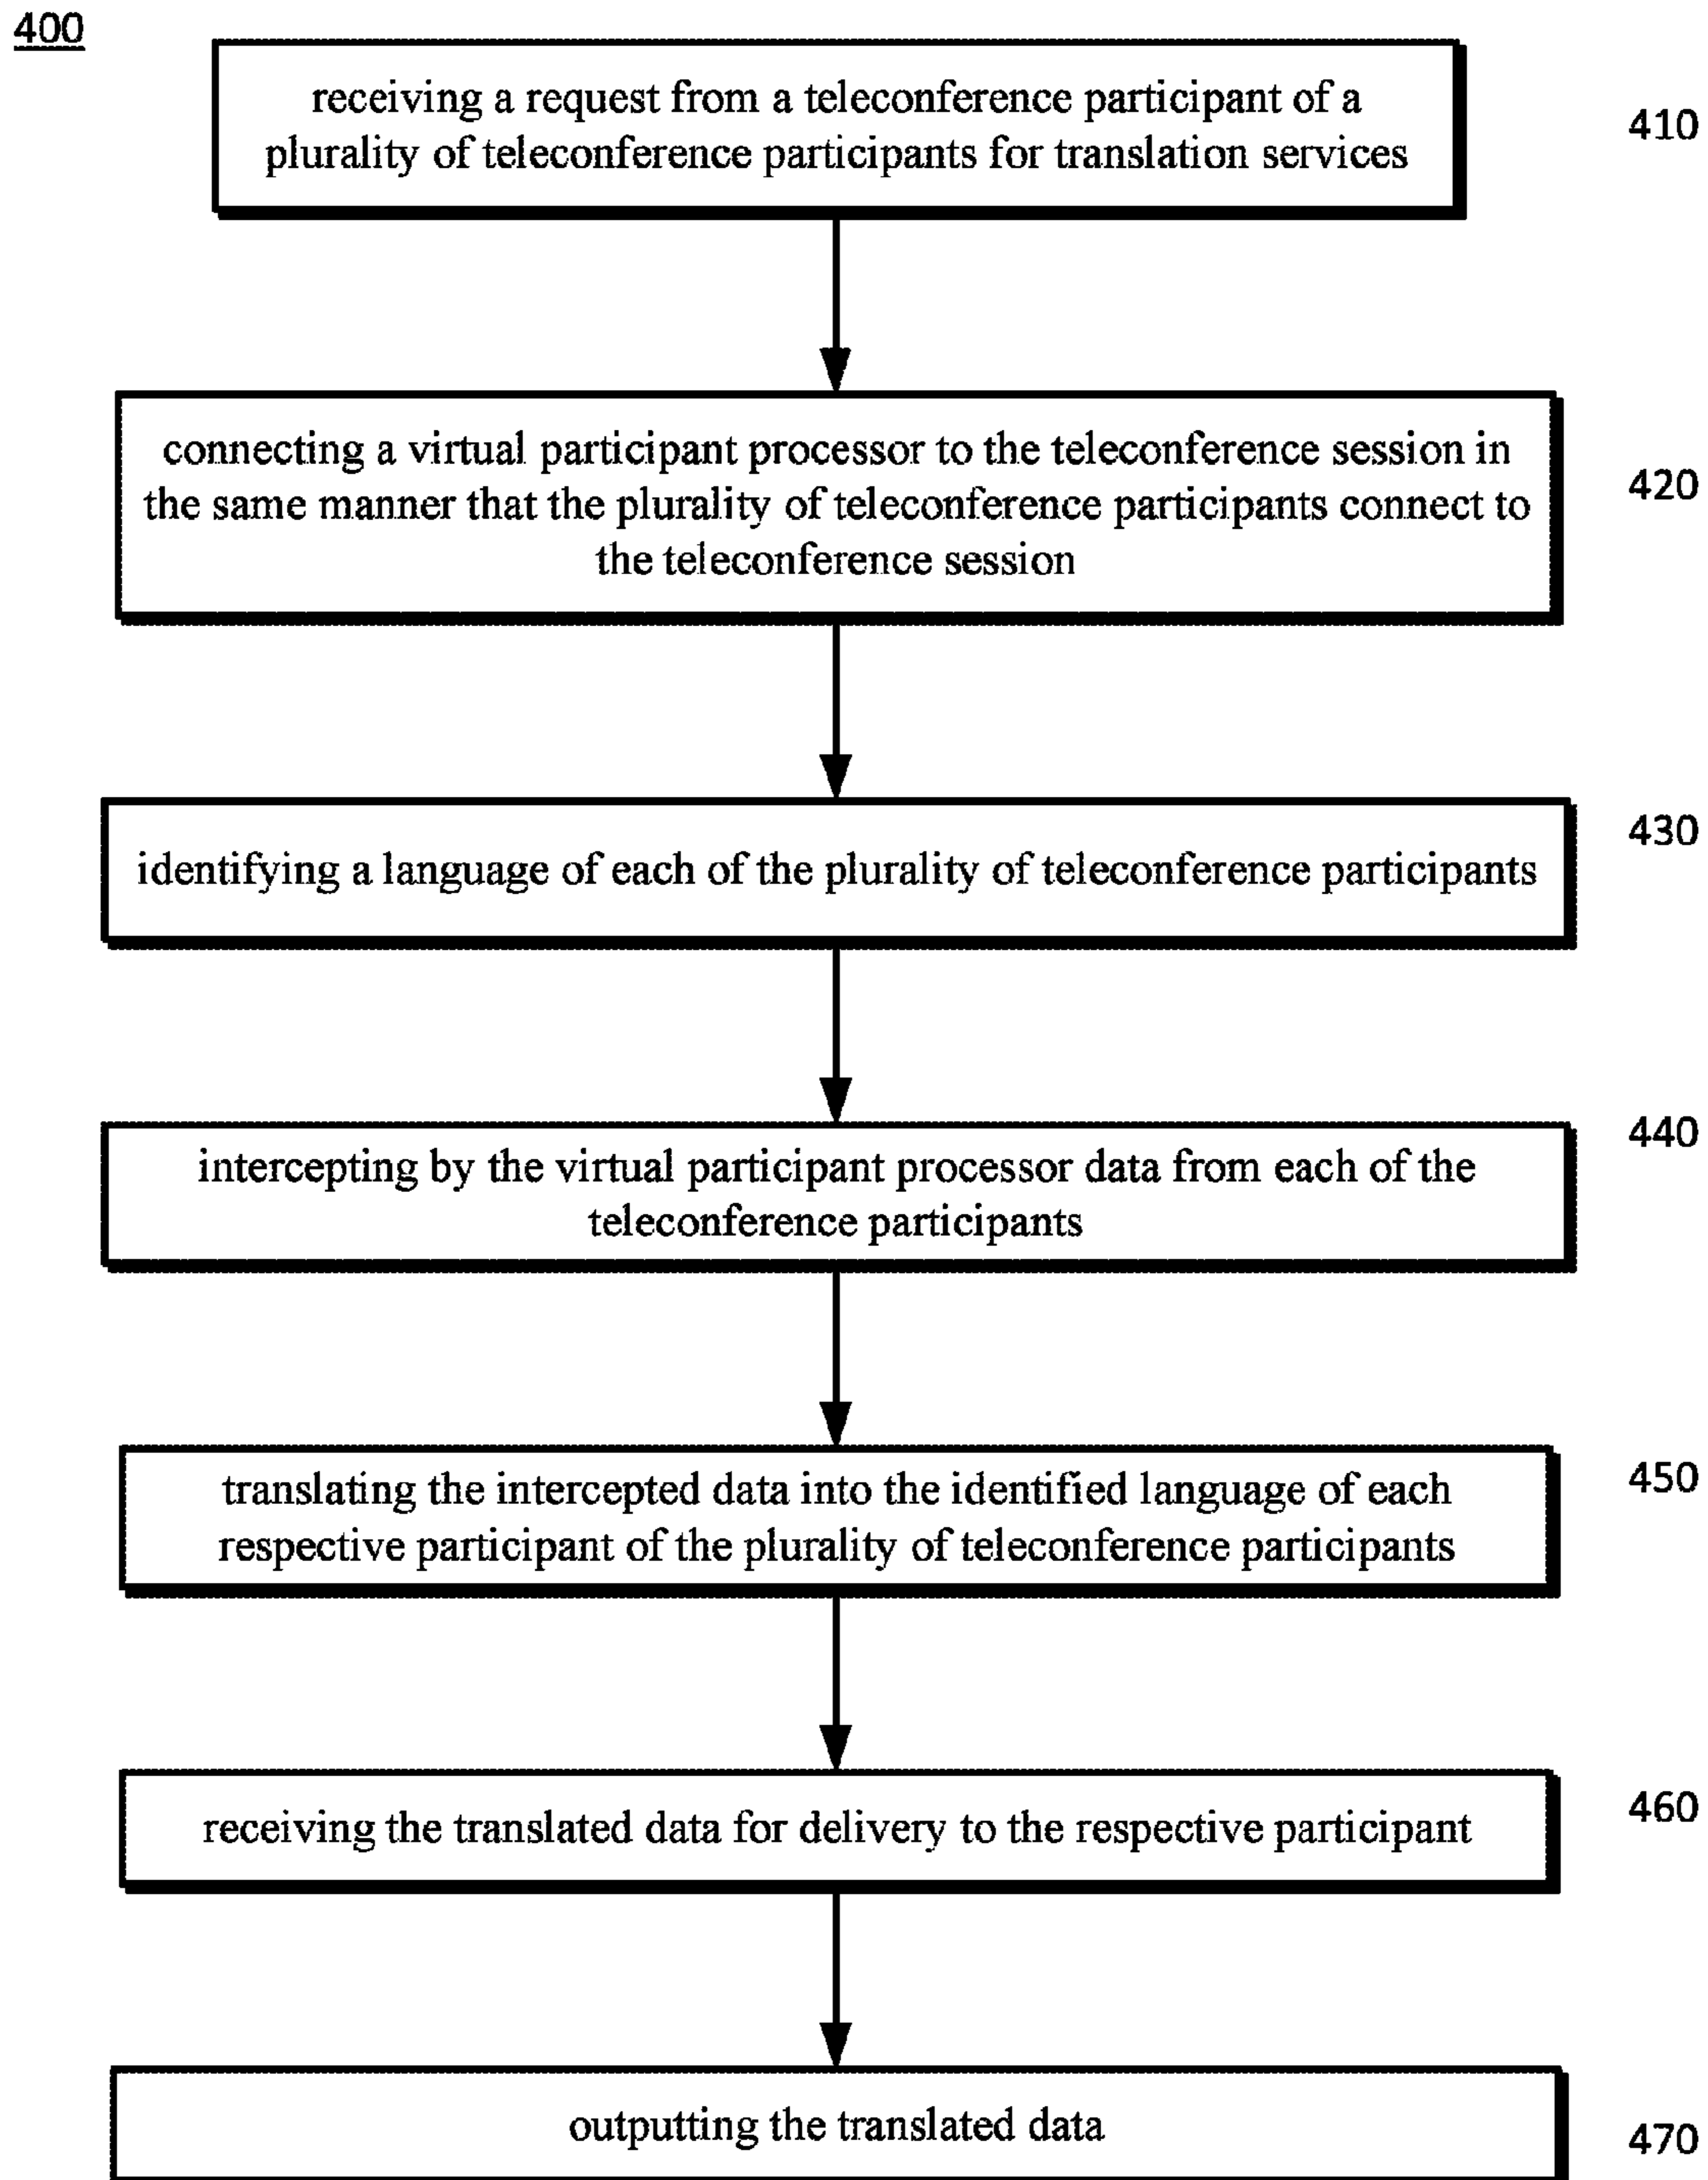 400
receiving a request from a teleconference participant of a
plurality of teleconference participants for translation services
410
connecting a virtual participant processor to the teleconference session in
the same manner that the plurality of teleconference participants connect to
the teleconference session
420
identifying a language of each of the plurality of teleconference participants
430
intercepting by the virtual participant processor data from each of the
teleconference participants
440
translating the intercepted data into the identified language of each
respective participant of the plurality of teleconference participants
450
receiving the translated data for delivery to the respective participant
460
outputting the translated data
470